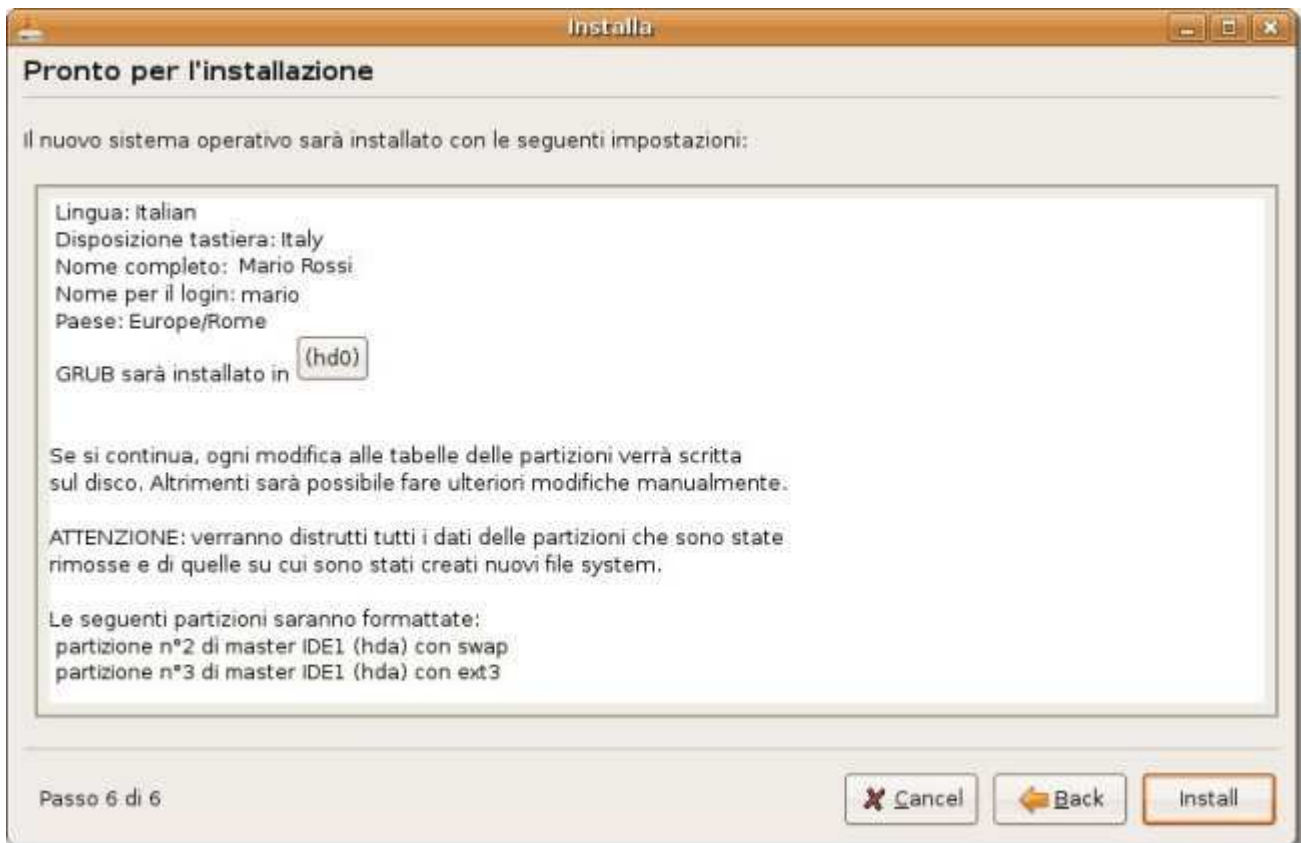 Installa
Pronto per l'installazione
Il nuovo sistema operativo sarà installato con le seguenti impostazioni:
Lingua: Italian
Disposizione tastiera: Italy
Nome completo: Mario Rossi
Nome per il login: mario
Paese: Europe/Rome
GRUB sarà installato in (hd0)
Se si continua, ogni modifica alle tabelle delle partizioni verrà scritta
sul disco. Altrimenti sarà possibile fare ulteriori modifiche manualmente.
ATTENZIONE: verranno distrutti tutti i dati delle partizioni che sono state
rimosse e di quelle su cui sono stati creati nuovi file system.
Le seguenti partizioni saranno formattate:
partizione n°2 di master IDE1 (hda) con swap
partizione n°3 di master IDE1 (hda) con ext3
Passo 6 di 6 Cancel Back Install